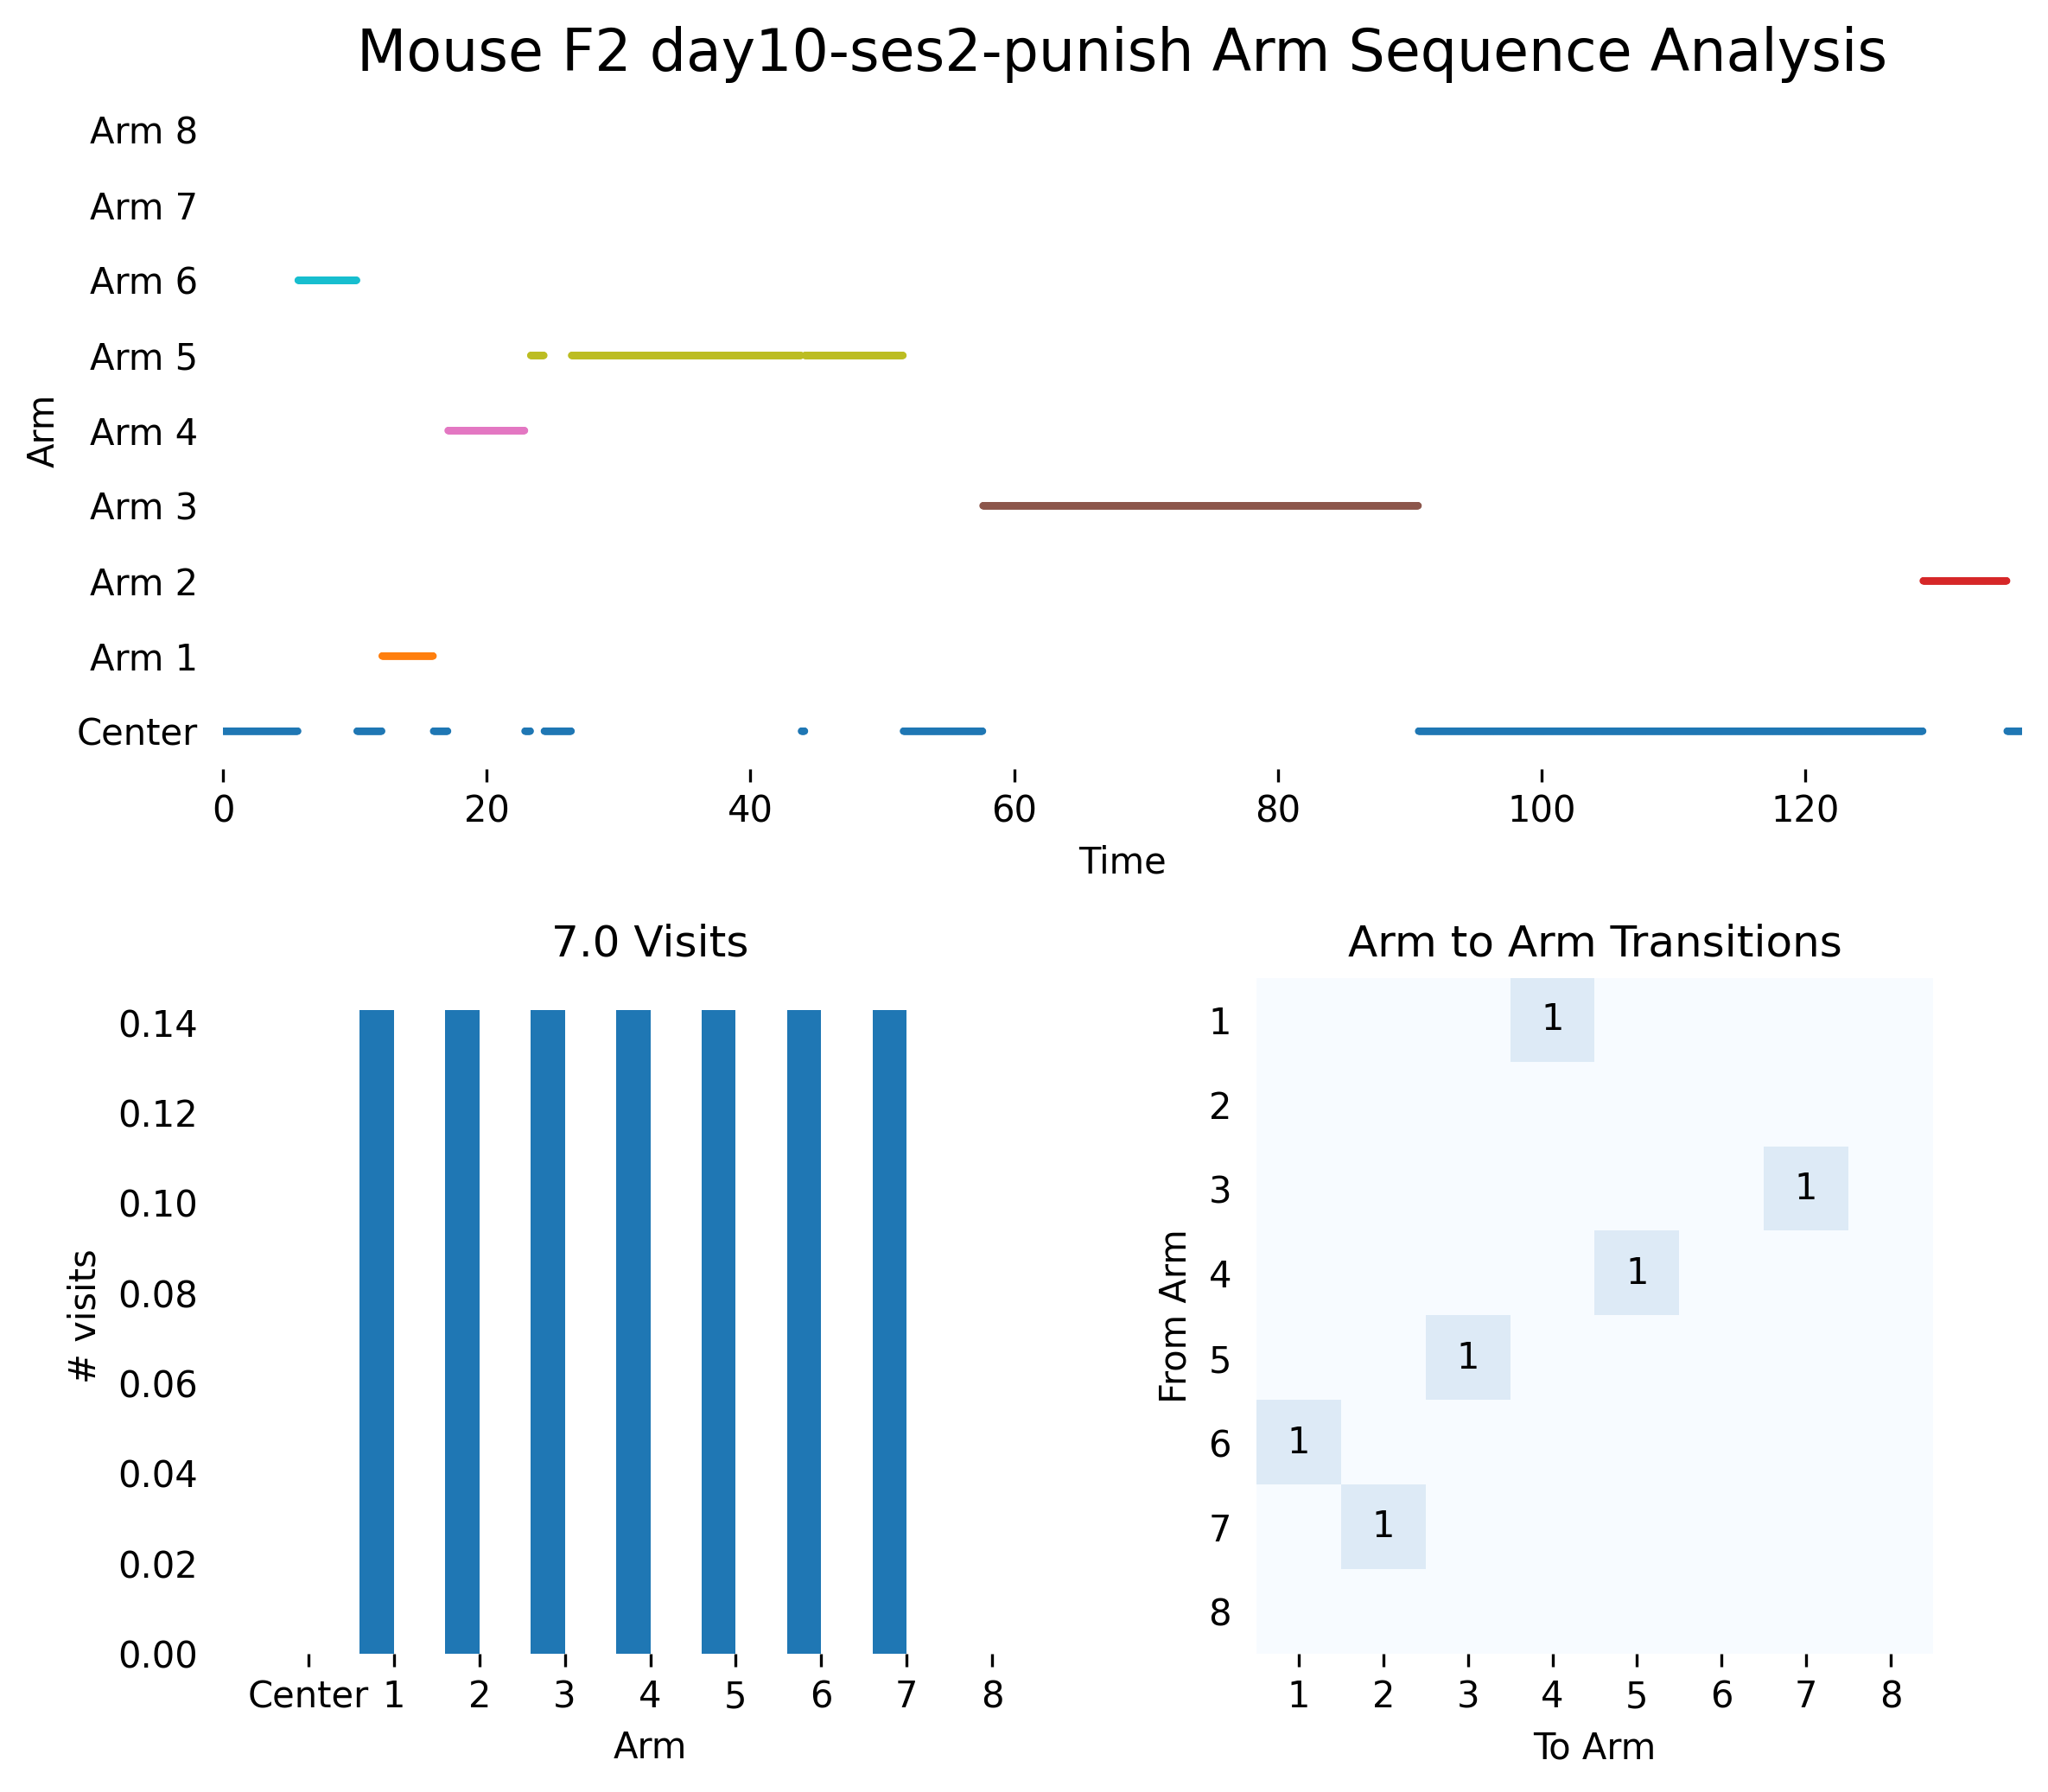 Mouse F2 day10-ses2-punish Arm Sequence Analysis
Arm
Arm 8
Arm 7
Arm 6
Arm 5
Arm 4
Arm 3
Arm 2
Arm 1
Center
0 20 40 60 80 100 120
Time
7.0 Visits
# visits
0.14
0.12
0.10
0.08
0.06
0.04
0.02
0.00
Center 1 2 3 4 5 6 7 8
Arm
Arm to Arm Transitions
From Arm
1 1
2
3 1
4 1
5 1
6 1
7 1
8
1 2 3 4 5 6 7 8
To Arm